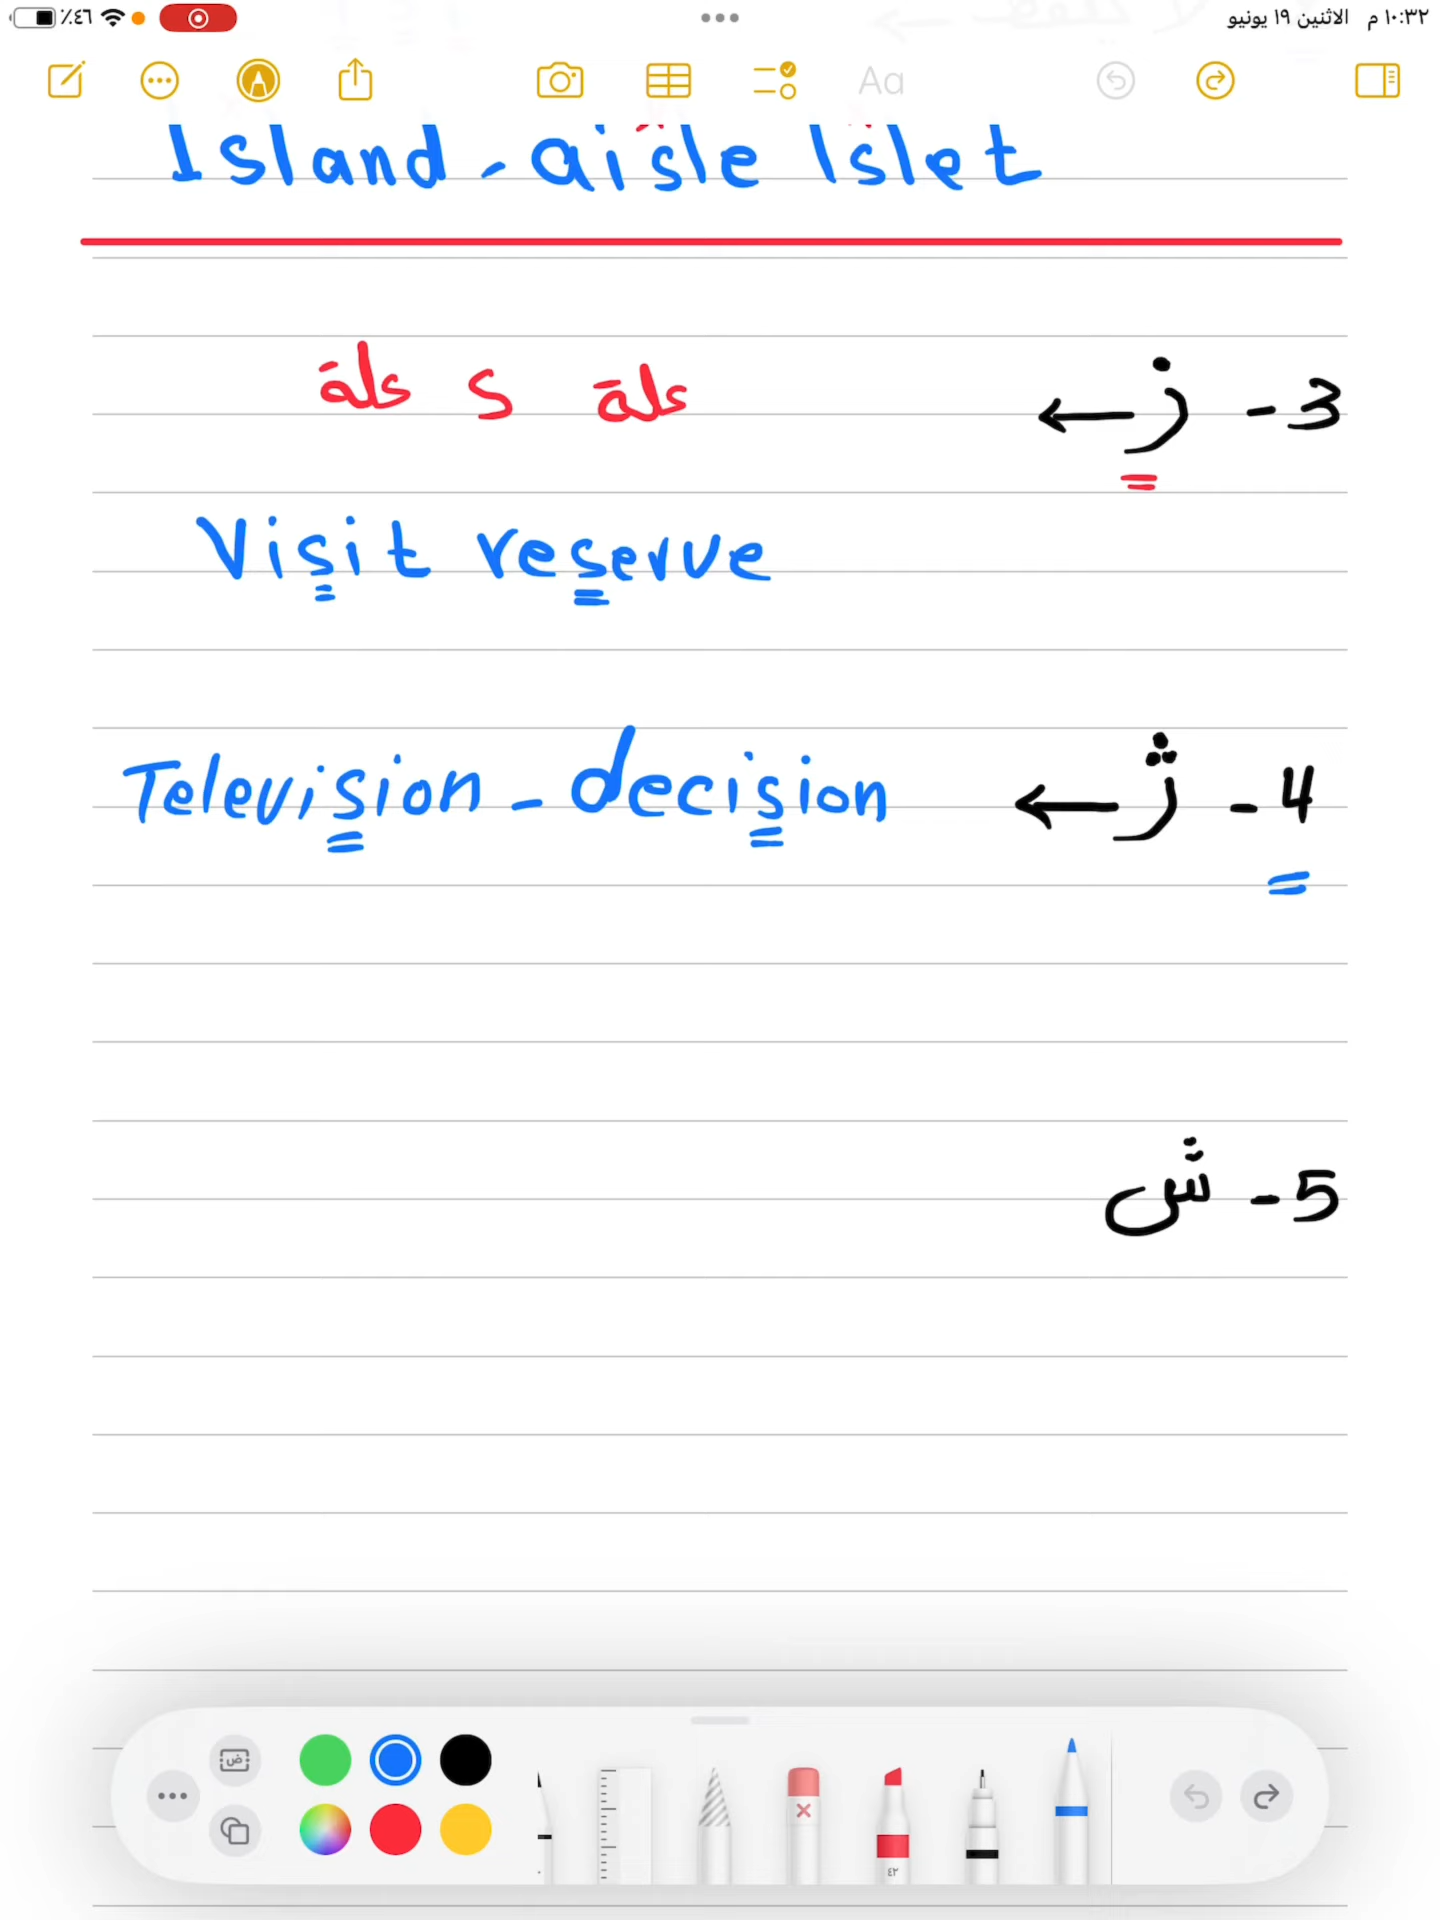 ١٠:٣٢ م الاثنين ١٩ يونيو ٪٤٦
Aa
Island - aisle Islet
3 - ز ← علة s علة
Visit reserve
4 - ژ ← Television - decision
5 - ش
ض
٤٢